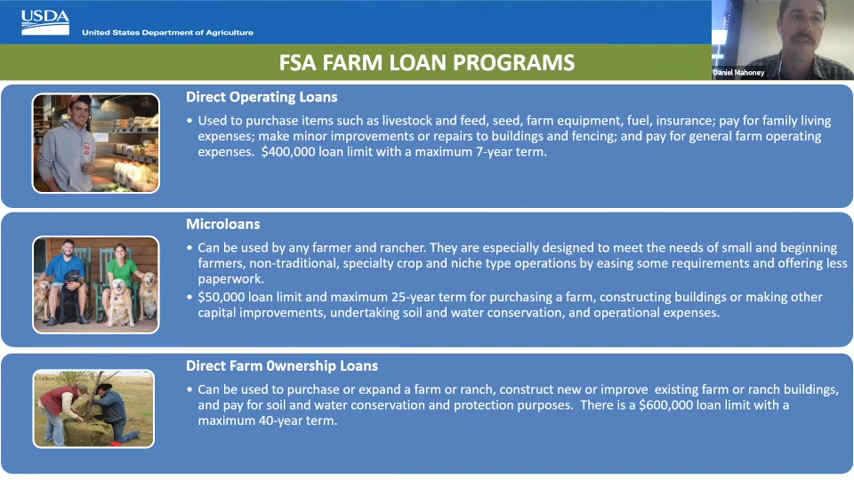 USDA
United States Department of Agriculture
Daniel Mahoney
FSA FARM LOAN PROGRAMS
Direct Operating Loans
• Used to purchase items such as livestock and feed, seed, farm equipment, fuel, insurance; pay for family living
expenses; make minor improvements or repairs to buildings and fencing; and pay for general farm operating
expenses. $400,000 loan limit with a maximum 7-year term.
Microloans
• Can be used by any farmer and rancher. They are especially designed to meet the needs of small and beginning
farmers, non-traditional, specialty crop and niche type operations by easing some requirements and offering less
paperwork.
• $50,000 loan limit and maximum 25-year term for purchasing a farm, constructing buildings or making other
capital improvements, undertaking soil and water conservation, and operational expenses.
Direct Farm 0wnership Loans
• Can be used to purchase or expand a farm or ranch, construct new or improve existing farm or ranch buildings,
and pay for soil and water conservation and protection purposes. There is a $600,000 loan limit with a
maximum 40-year term.